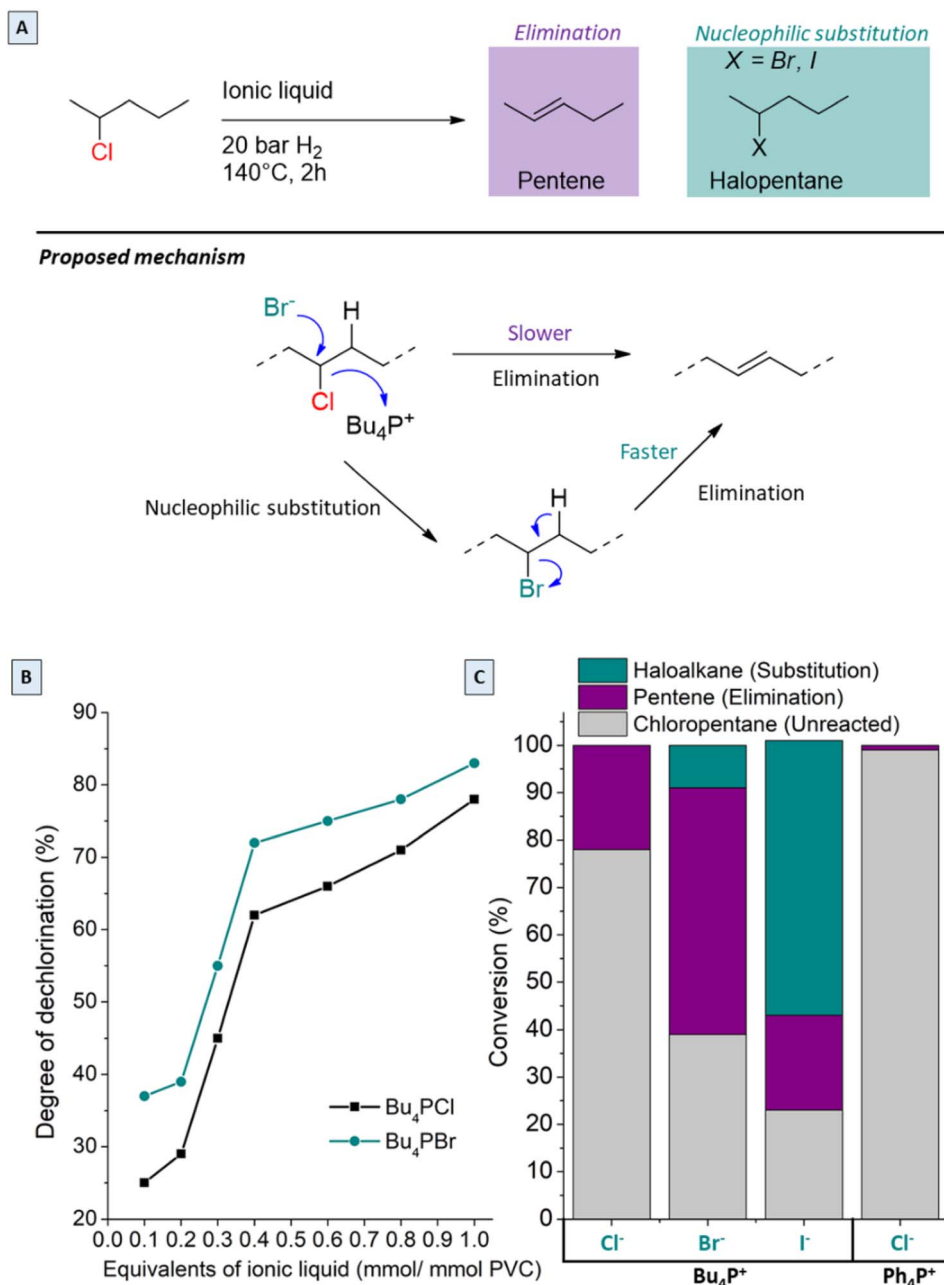 A
Elimination
Nucleophilic substitution
X = Br, I
Ionic liquid
20 bar H₂
140°C, 2h
Cl
Pentene
X
Halopentane
Proposed mechanism
Br⁻
H
Slower
Elimination
Cl
Bu₄P⁺
Nucleophilic substitution
Faster
Elimination
H
Br
B
90
80
70
60
50
40
30
20
Degree of dechlorination (%)
Bu₄PCl
Bu₄PBr
0.0 0.1 0.2 0.3 0.4 0.5 0.6 0.7 0.8 0.9 1.0
Equivalents of ionic liquid (mmol/ mmol PVC)
C
Haloalkane (Substitution)
Pentene (Elimination)
Chloropentane (Unreacted)
100
90
80
70
60
50
40
30
20
10
0
Conversion (%)
Cl⁻ Br⁻ I⁻ Cl⁻
Bu₄P⁺ Ph₄P⁺